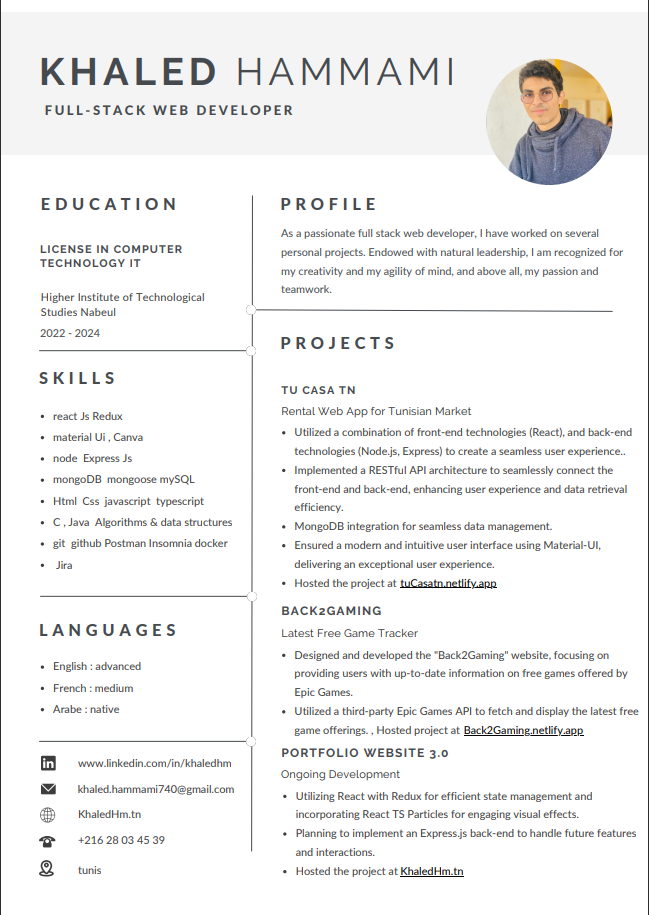 KHALED HAMMAMI
FULL-STACK WEB DEVELOPER
EDUCATION
LICENSE IN COMPUTER
TECHNOLOGY IT
Higher Institute of Technological
Studies Nabeul
2022 - 2024
SKILLS
• react Js Redux
• material Ui , Canva
• node Express Js
• mongoDB mongoose mySQL
• Html Css javascript typescript
• C , Java Algorithms & data structures
• git github Postman Insomnia docker
• Jira
LANGUAGES
• English : advanced
• French : medium
• Arabe : native
www.linkedin.com/in/khaledhm
khaled.hammami740@gmail.com
KhaledHm.tn
+216 28 03 45 39
tunis
PROFILE
As a passionate full stack web developer, I have worked on several
personal projects. Endowed with natural leadership, I am recognized for
my creativity and my agility of mind, and above all, my passion and
teamwork.
PROJECTS
TU CASA TN
Rental Web App for Tunisian Market
• Utilized a combination of front-end technologies (React), and back-end
technologies (Node.js, Express) to create a seamless user experience..
• Implemented a RESTful API architecture to seamlessly connect the
front-end and back-end, enhancing user experience and data retrieval
efficiency.
• MongoDB integration for seamless data management.
• Ensured a modern and intuitive user interface using Material-UI,
delivering an exceptional user experience.
• Hosted the project at tuCasatn.netlify.app
BACK2GAMING
Latest Free Game Tracker
• Designed and developed the "Back2Gaming" website, focusing on
providing users with up-to-date information on free games offered by
Epic Games.
• Utilized a third-party Epic Games API to fetch and display the latest free
game offerings. , Hosted project at Back2Gaming.netlify.app
PORTFOLIO WEBSITE 3.0
Ongoing Development
• Utilizing React with Redux for efficient state management and
incorporating React TS Particles for engaging visual effects.
• Planning to implement an Express.js back-end to handle future features
and interactions.
• Hosted the project at KhaledHm.tn